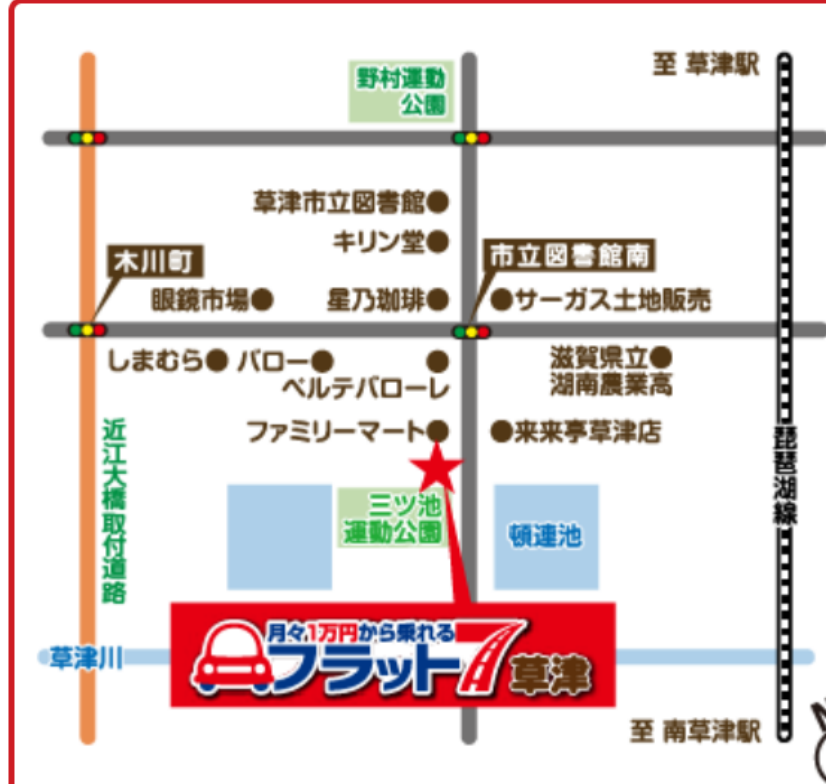 至 草津駅
野村運動
公園
草津市立図書館
キリン堂
木川町
市立図書館南
眼鏡市場
星乃珈琲
サーガス土地販売
しまむら
バロー
ベルテバローレ
滋賀県立
湖南農業高
ファミリーマート
来来亭草津店
近江大橋取付道路
琵琶湖線
三ツ池
運動公園
頓連池
草津川
月々1万円から乗れる
フラット7
草津
至 南草津駅